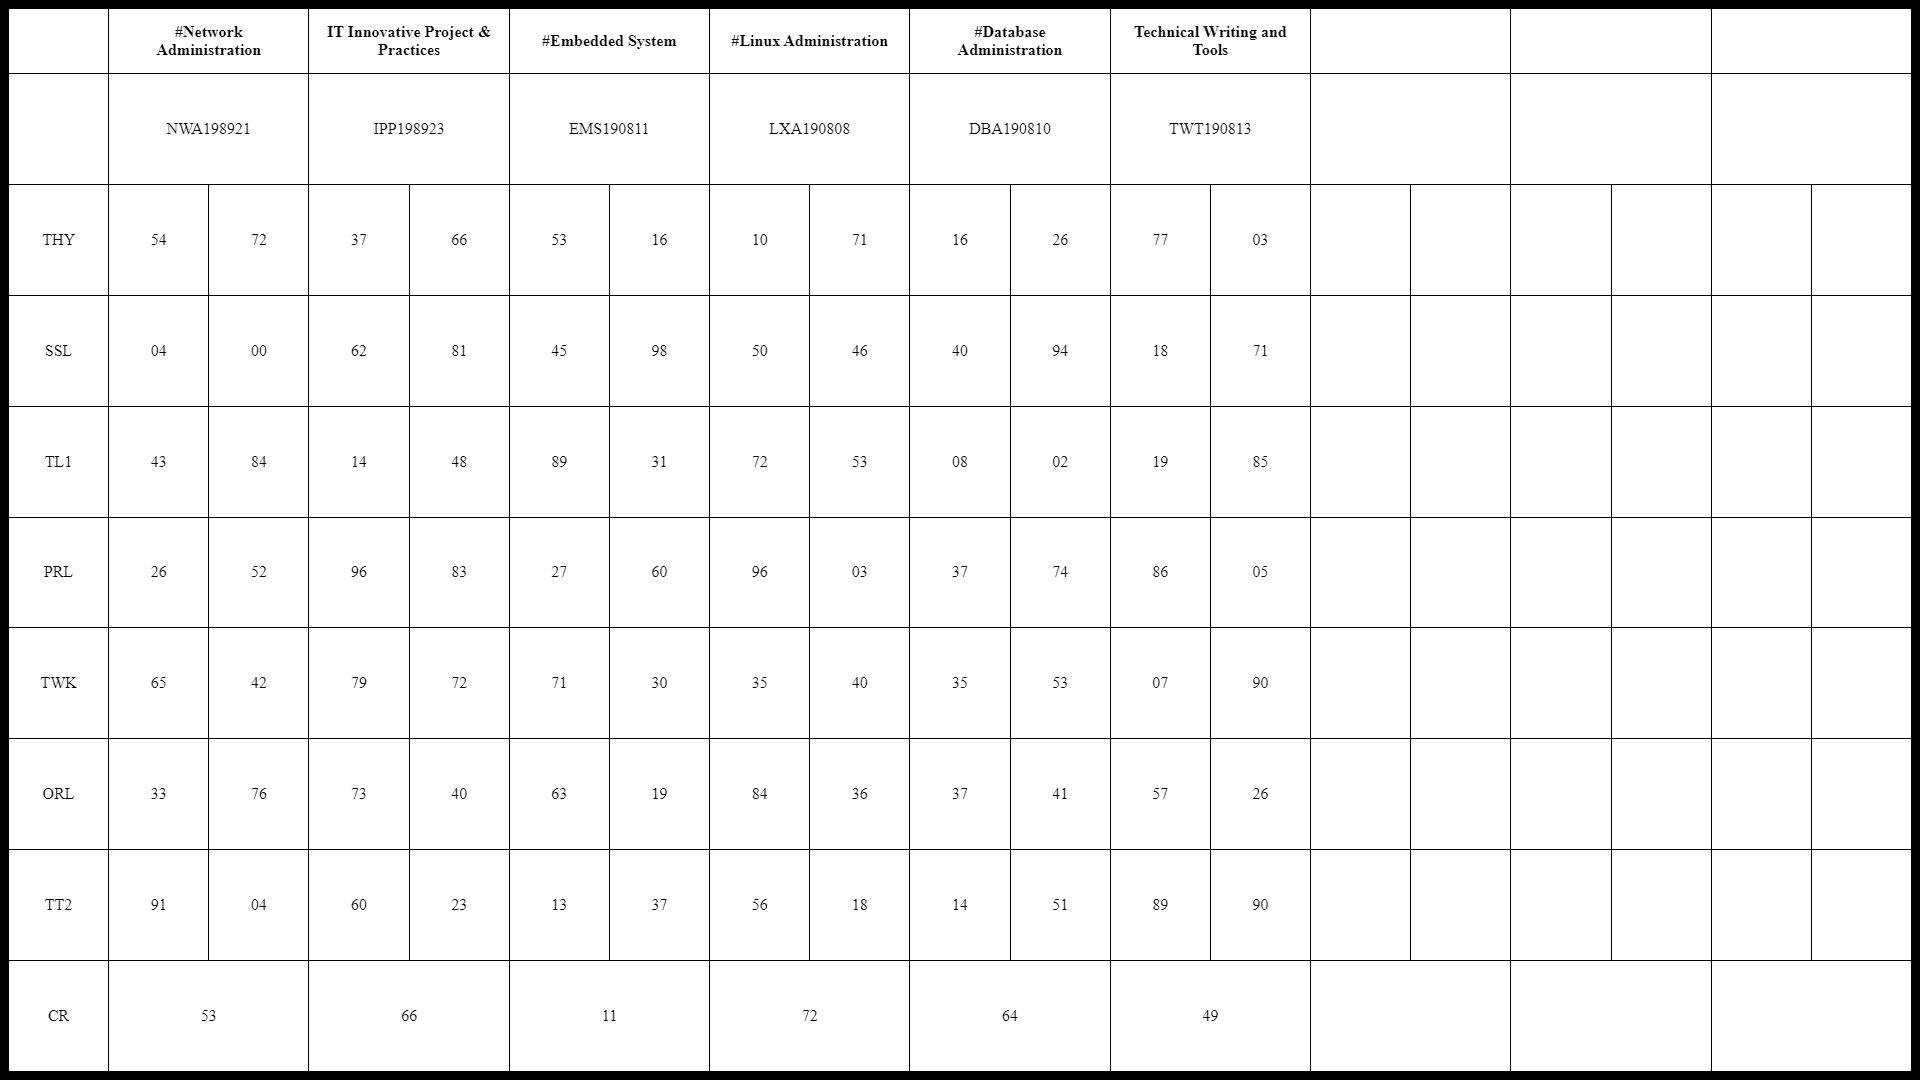 #Network Administration IT Innovative Project & Practices #Embedded System #Linux Administration #Database Administration Technical Writing and Tools
NWA198921 IPP198923 EMS190811 LXA190808 DBA190810 TWT190813
THY 54 72 37 66 53 16 10 71 16 26 77 03
SSL 04 00 62 81 45 98 50 46 40 94 18 71
TL1 43 84 14 48 89 31 72 53 08 02 19 85
PRL 26 52 96 83 27 60 96 03 37 74 86 05
TWK 65 42 79 72 71 30 35 40 35 53 07 90
ORL 33 76 73 40 63 19 84 36 37 41 57 26
TT2 91 04 60 23 13 37 56 18 14 51 89 90
CR 53 66 11 72 64 49